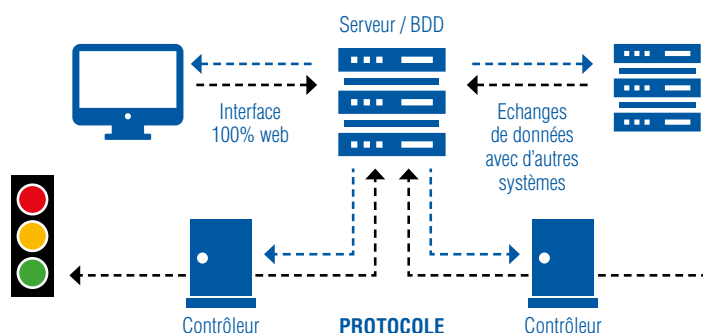 Serveur / BDD
Interface
100% web
Echanges
de données
avec d'autres
systèmes
Contrôleur
PROTOCOLE
Contrôleur